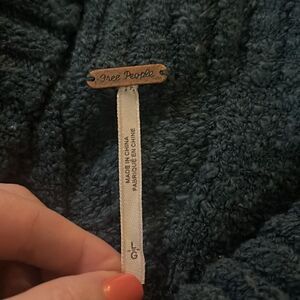 Free People
MADE IN CHINA
FABRIQUÉ EN CHINE
L
G